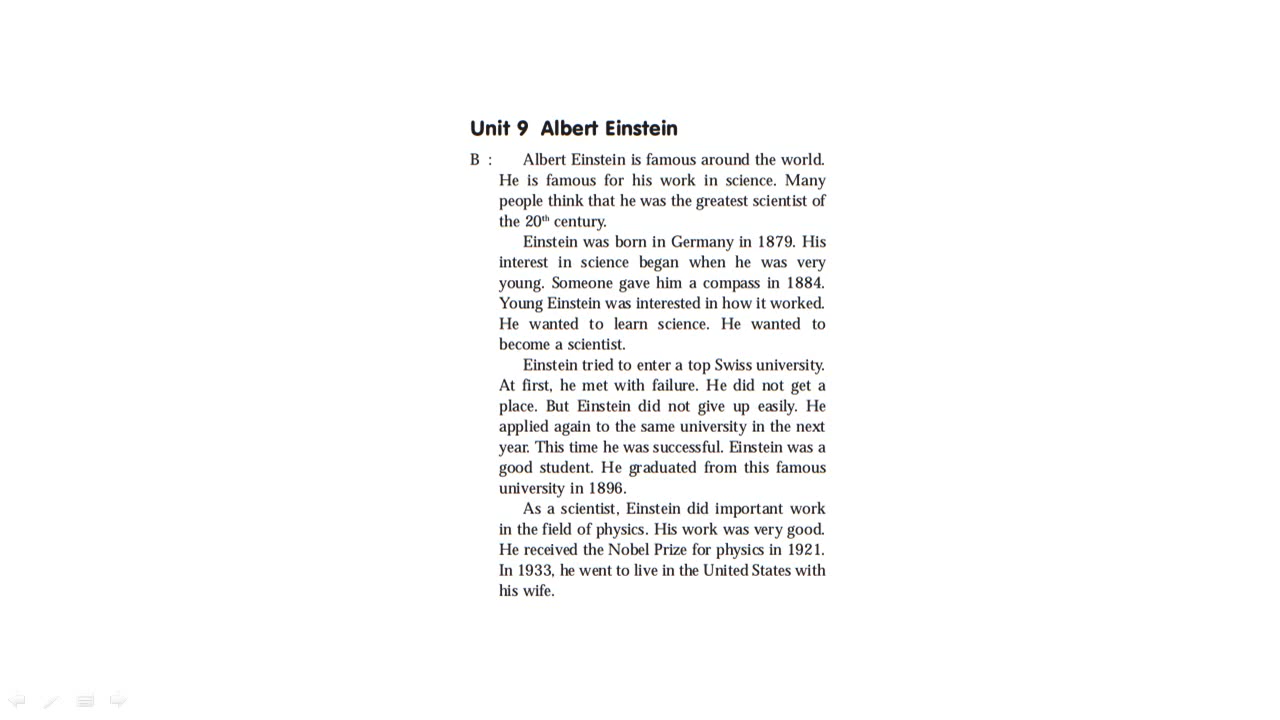 Unit 9 Albert Einstein
B : Albert Einstein is famous around the world.
He is famous for his work in science. Many
people think that he was the greatest scientist of
the 20th century.
Einstein was born in Germany in 1879. His
interest in science began when he was very
young. Someone gave him a compass in 1884.
Young Einstein was interested in how it worked.
He wanted to learn science. He wanted to
become a scientist.
Einstein tried to enter a top Swiss university.
At first, he met with failure. He did not get a
place. But Einstein did not give up easily. He
applied again to the same university in the next
year. This time he was successful. Einstein was a
good student. He graduated from this famous
university in 1896.
As a scientist, Einstein did important work
in the field of physics. His work was very good.
He received the Nobel Prize for physics in 1921.
In 1933, he went to live in the United States with
his wife.